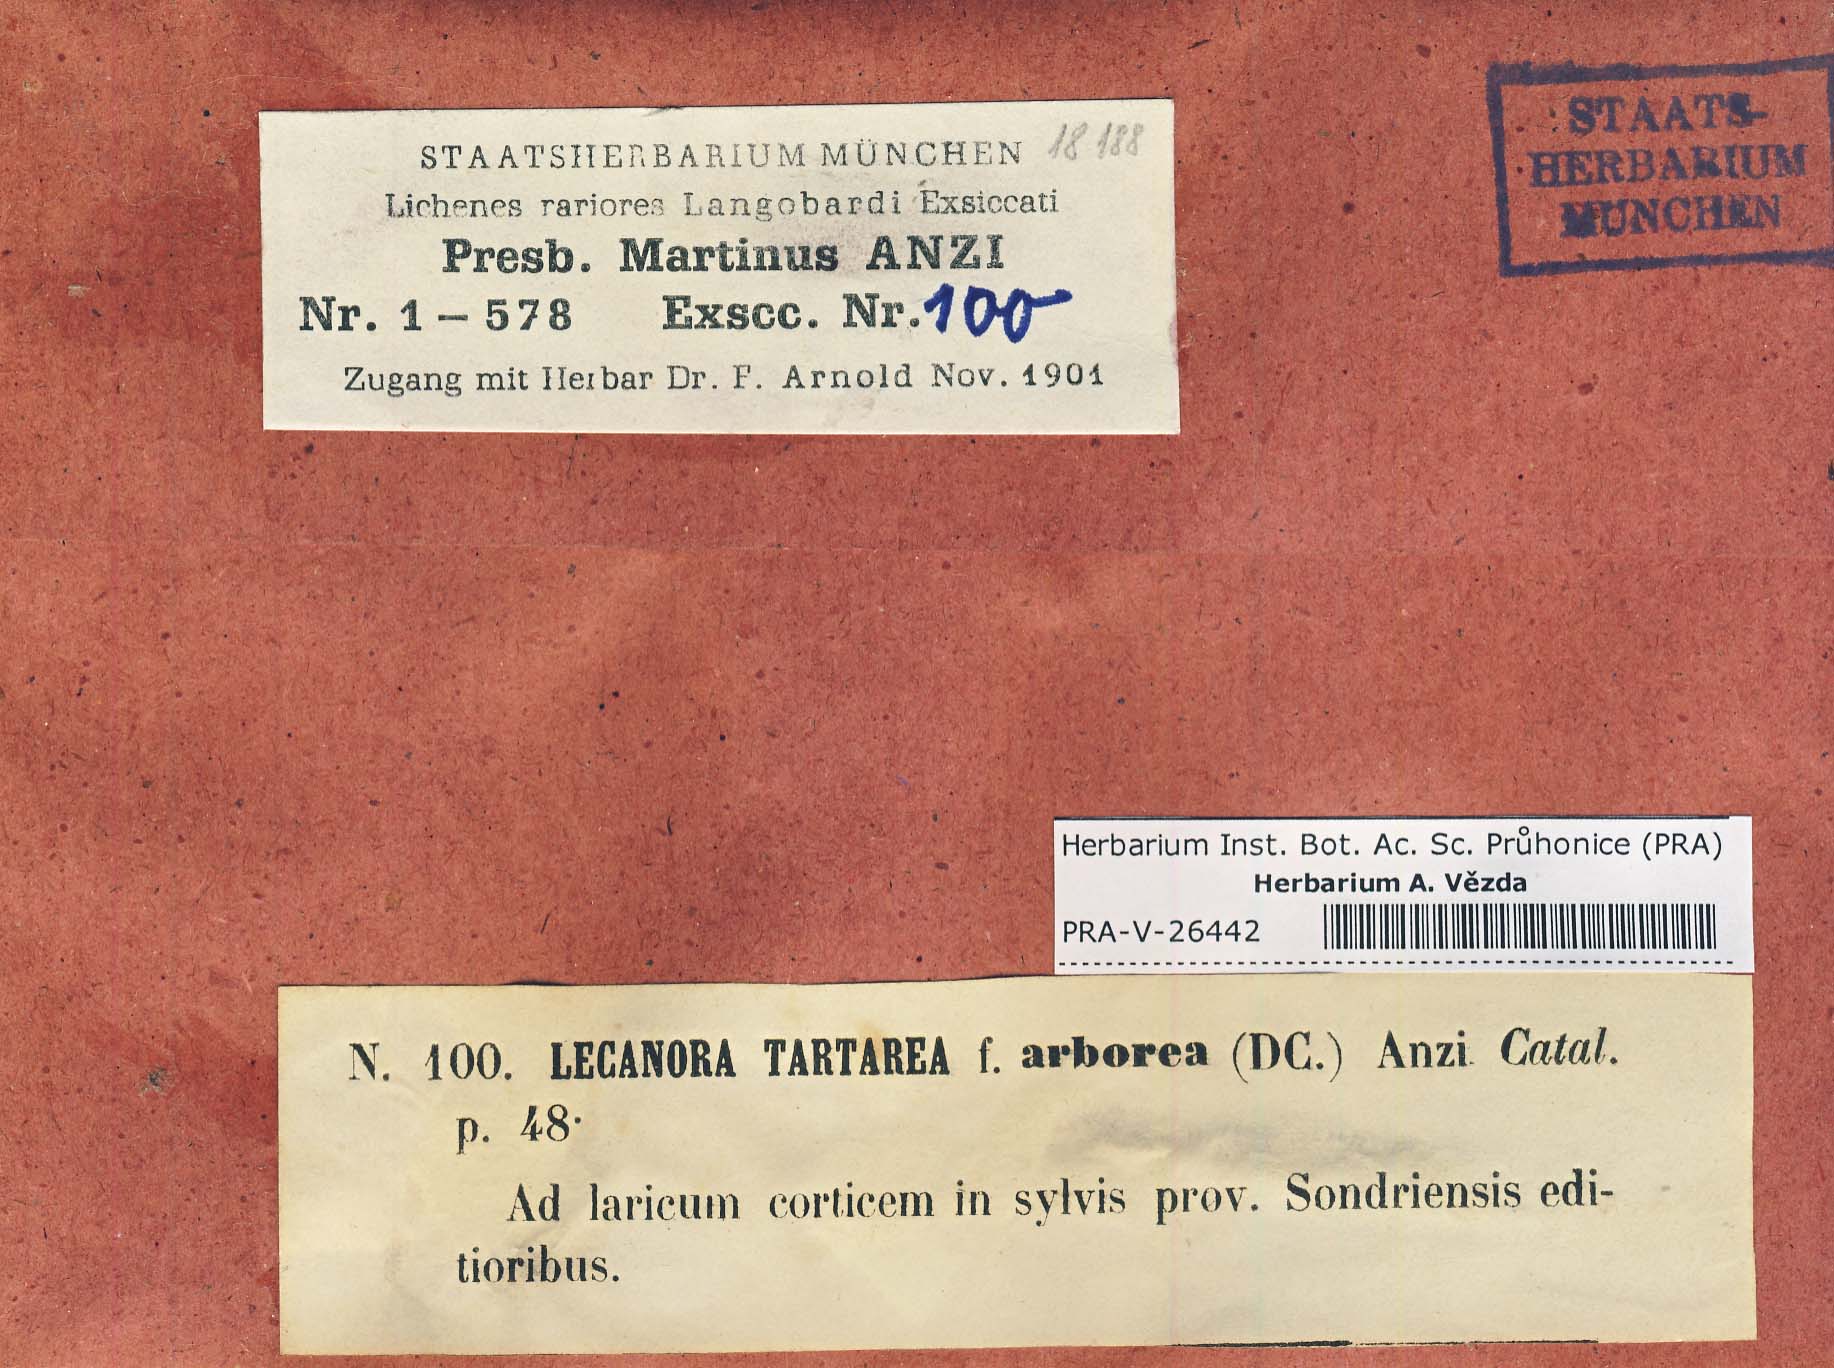 STAATSHERBARIUM MÜNCHEN 18 188
Lichenes rariores Langobardi Exsiccati
Presb. Martinus ANZI
Nr. 1 – 578 Exscc. Nr. 100
Zugang mit Herbar Dr. F. Arnold Nov. 1901
STAATS-
HERBARIUM
MÜNCHEN
Herbarium Inst. Bot. Ac. Sc. Průhonice (PRA)
Herbarium A. Vězda
PRA-V-26442
N. 100. LECANORA TARTAREA f. arborea (DC.) Anzi Catal.
p. 48.
Ad laricum corticem in sylvis prov. Sondriensis edi-
tioribus.